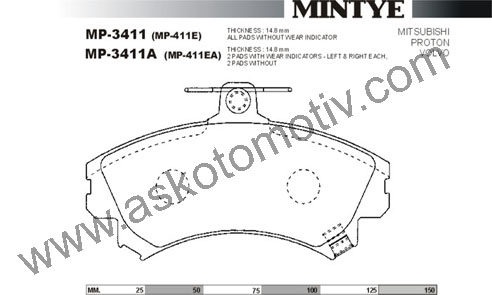 MINTYE
MP-3411 (MP-411E) THICKNESS : 14.8 mm
ALL PADS WITHOUT WEAR INDICATOR
MP-3411A (MP-411EA) THICKNESS : 14.8 mm
2 PADS WITH WEAR INDICATORS - LEFT & RIGHT EACH,
2 PADS WITHOUT
MITSUBISHI
PROTON
VOLVO
www.askotomotiv.com
MM. 25 50 75 100 125 150